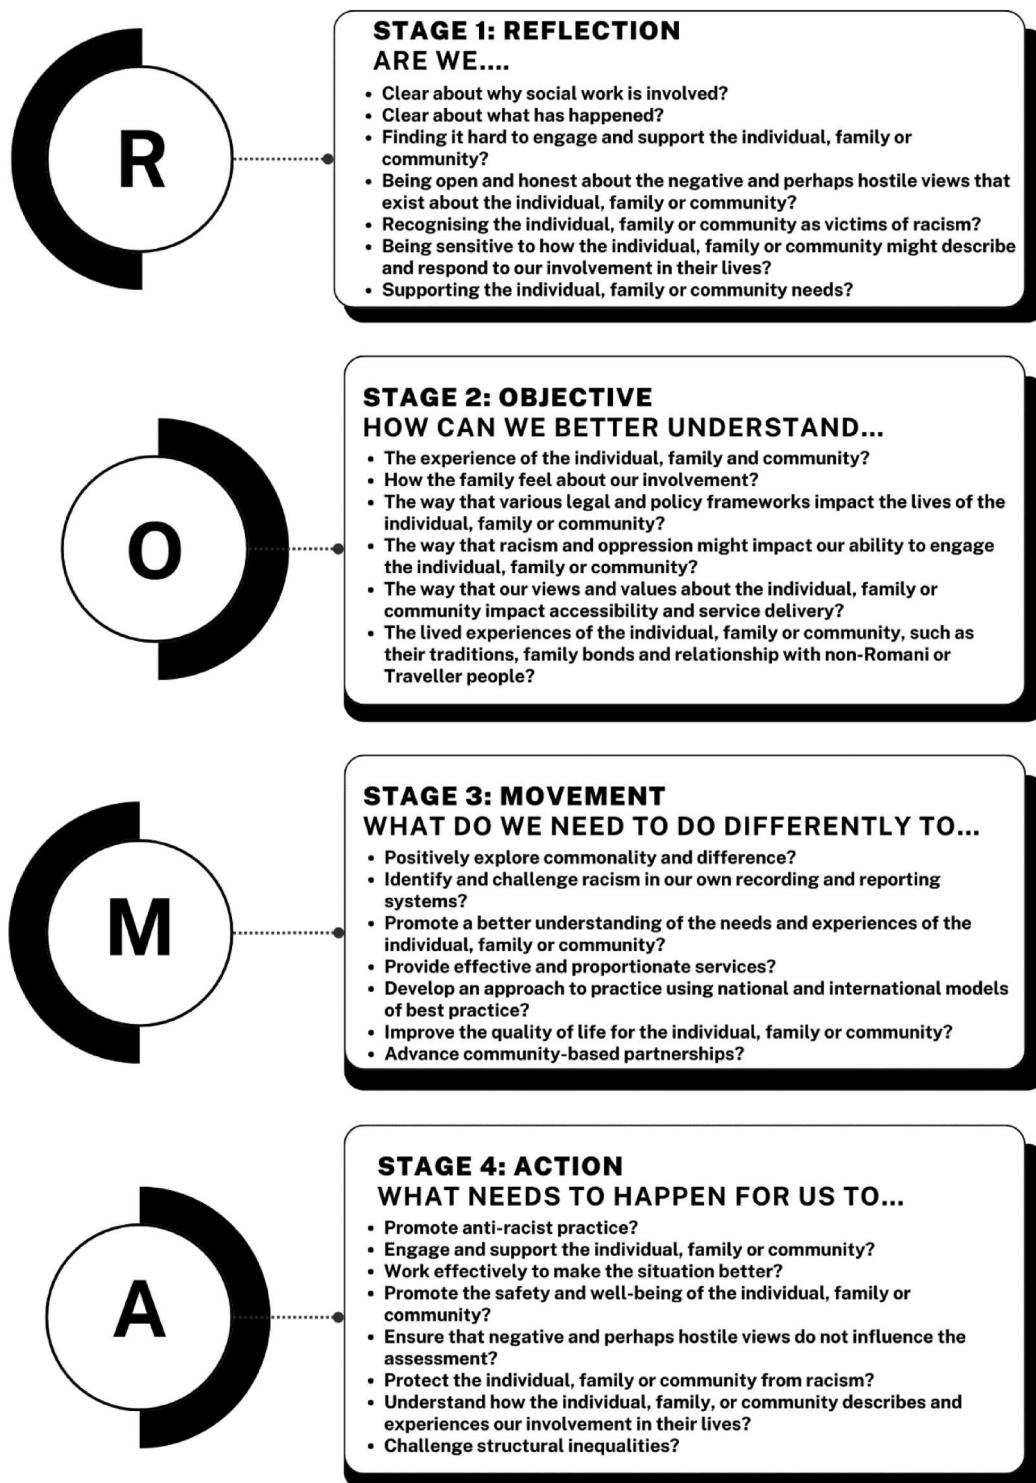 R
STAGE 1: REFLECTION
ARE WE....
• Clear about why social work is involved?
• Clear about what has happened?
• Finding it hard to engage and support the individual, family or
community?
• Being open and honest about the negative and perhaps hostile views that
exist about the individual, family or community?
• Recognising the individual, family or community as victims of racism?
• Being sensitive to how the individual, family or community might describe
and respond to our involvement in their lives?
• Supporting the individual, family or community needs?
O
STAGE 2: OBJECTIVE
HOW CAN WE BETTER UNDERSTAND...
• The experience of the individual, family and community?
• How the family feel about our involvement?
• The way that various legal and policy frameworks impact the lives of the
individual, family or community?
• The way that racism and oppression might impact our ability to engage
the individual, family or community?
• The way that our views and values about the individual, family or
community impact accessibility and service delivery?
• The lived experiences of the individual, family or community, such as
their traditions, family bonds and relationship with non-Romani or
Traveller people?
M
STAGE 3: MOVEMENT
WHAT DO WE NEED TO DO DIFFERENTLY TO...
• Positively explore commonality and difference?
• Identify and challenge racism in our own recording and reporting
systems?
• Promote a better understanding of the needs and experiences of the
individual, family or community?
• Provide effective and proportionate services?
• Develop an approach to practice using national and international models
of best practice?
• Improve the quality of life for the individual, family or community?
• Advance community-based partnerships?
A
STAGE 4: ACTION
WHAT NEEDS TO HAPPEN FOR US TO...
• Promote anti-racist practice?
• Engage and support the individual, family or community?
• Work effectively to make the situation better?
• Promote the safety and well-being of the individual, family or
community?
• Ensure that negative and perhaps hostile views do not influence the
assessment?
• Protect the individual, family or community from racism?
• Understand how the individual, family, or community describes and
experiences our involvement in their lives?
• Challenge structural inequalities?